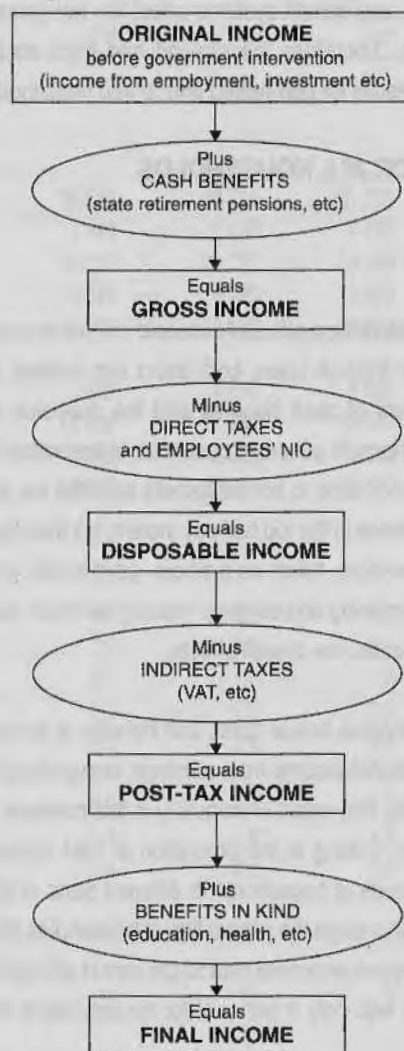 ORIGINAL INCOME
before government intervention
(income from employment, investment etc)
Plus
CASH BENEFITS
(state retirement pensions, etc)
Equals
GROSS INCOME
Minus
DIRECT TAXES
and EMPLOYEES' NIC
Equals
DISPOSABLE INCOME
Minus
INDIRECT TAXES
(VAT, etc)
Equals
POST-TAX INCOME
Plus
BENEFITS IN KIND
(education, health, etc)
Equals
FINAL INCOME